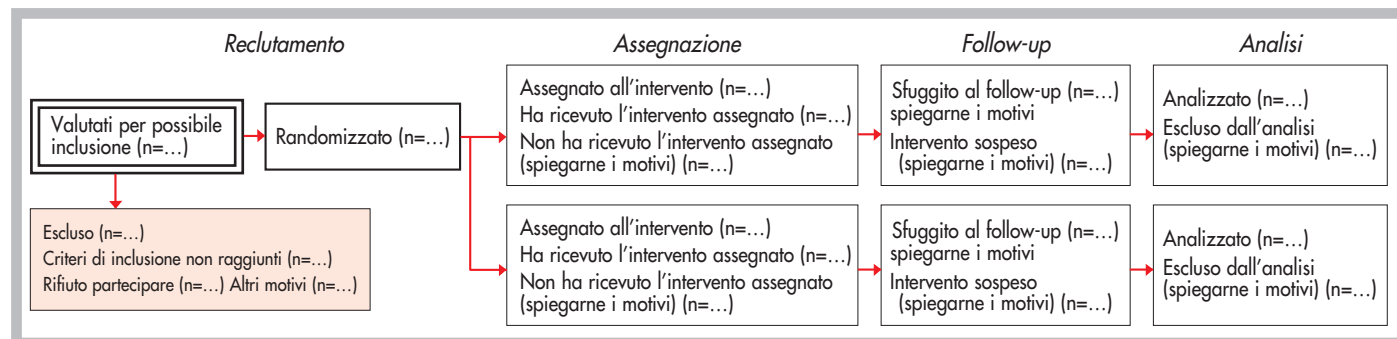 Reclutamento
Assegnazione
Follow-up
Analisi
Valutati per possibile
inclusione (n=…)
Randomizzato (n=…)
Escluso (n=…)
Criteri di inclusione non raggiunti (n=…)
Rifiuto partecipare (n=…) Altri motivi (n=…)
Assegnato all'intervento (n=…)
Ha ricevuto l'intervento assegnato (n=…)
Non ha ricevuto l'intervento assegnato
(spiegarne i motivi) (n=…)
Sfuggito al follow-up (n=…)
spiegarne i motivi
Intervento sospeso
(spiegarne i motivi) (n=…)
Analizzato (n=…)
Escluso dall'analisi
(spiegarne i motivi) (n=…)
Assegnato all'intervento (n=…)
Ha ricevuto l'intervento assegnato (n=…)
Non ha ricevuto l'intervento assegnato
(spiegarne i motivi) (n=…)
Sfuggito al follow-up (n=…)
spiegarne i motivi
Intervento sospeso
(spiegarne i motivi) (n=…)
Analizzato (n=…)
Escluso dall'analisi
(spiegarne i motivi) (n=…)